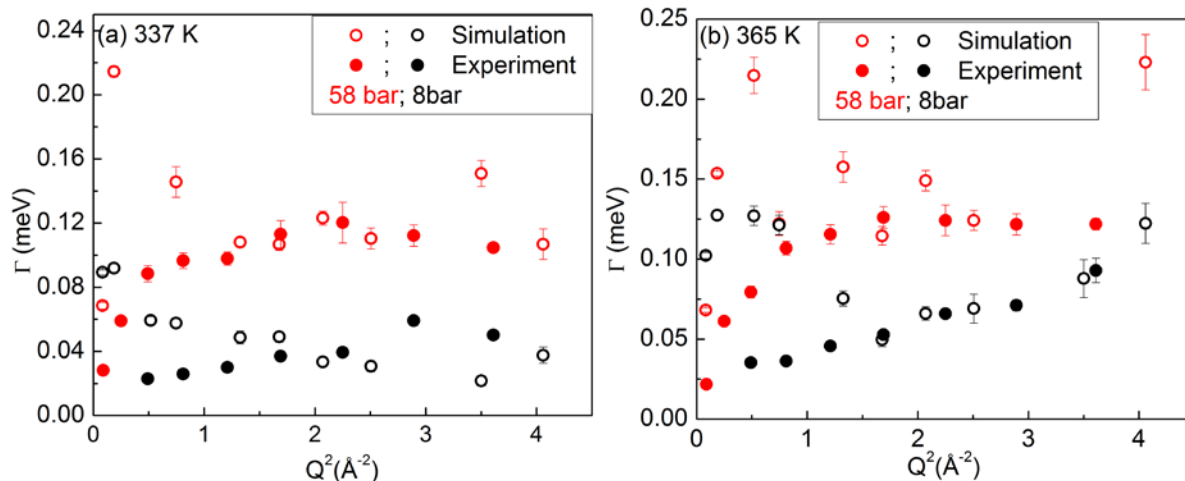 (a) 337 K
; Simulation
; Experiment
58 bar; 8bar
Γ (meV)
0.24
0.20
0.16
0.12
0.08
0.04
0.00
0 1 2 3 4
Q²(Å⁻²)
(b) 365 K
; Simulation
; Experiment
58 bar; 8bar
Γ (meV)
0.25
0.20
0.15
0.10
0.05
0.00
0 1 2 3 4
Q²(Å⁻²)